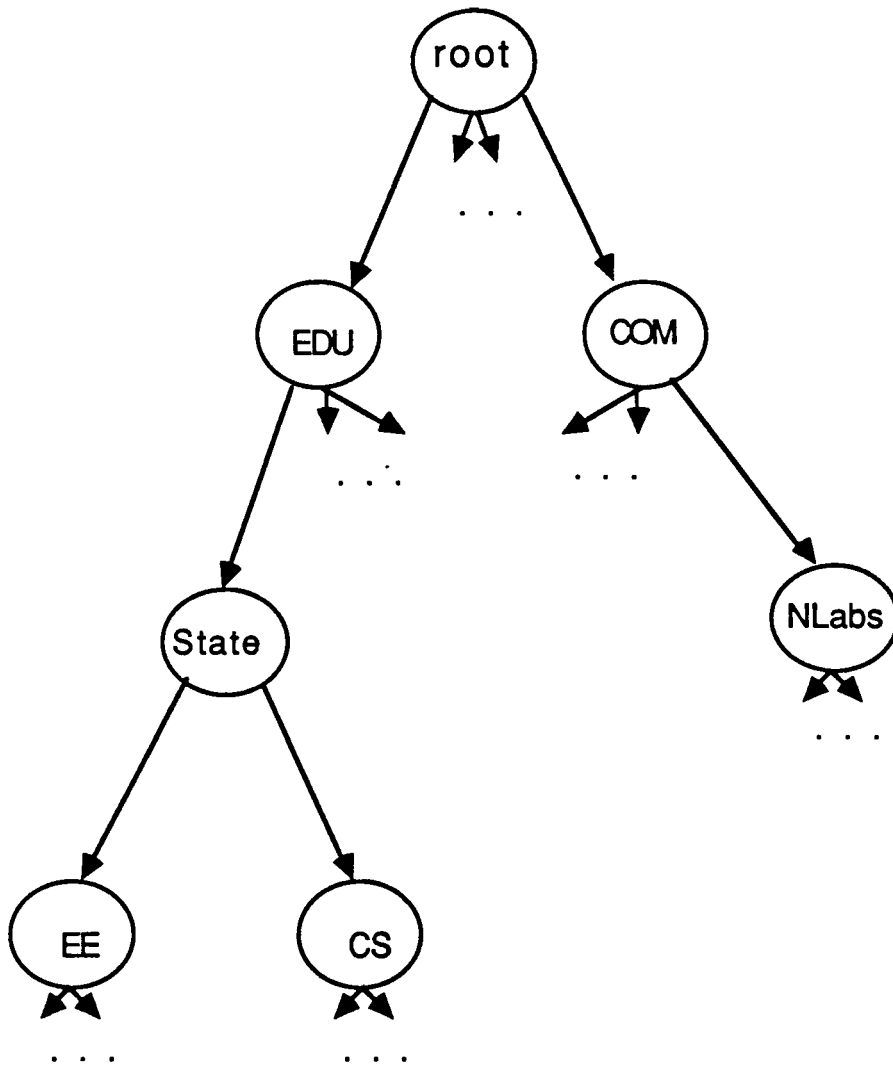 root
. . .
EDU
COM
. . .
. . .
State
NLabs
. . .
EE
CS
. . .
. . .